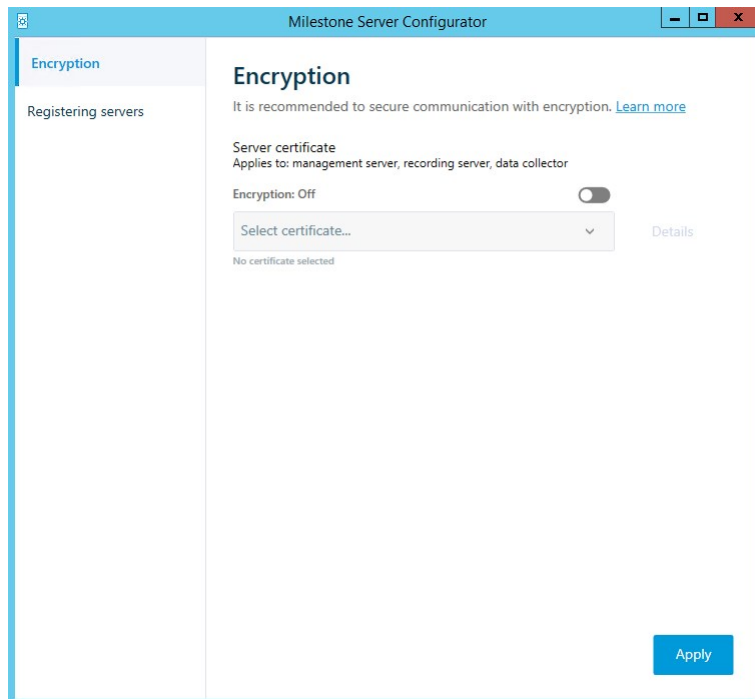 Milestone Server Configurator
Encryption
Registering servers
Encryption
It is recommended to secure communication with encryption. Learn more
Server certificate
Applies to: management server, recording server, data collector
Encryption: Off
Select certificate...
Details
No certificate selected
Apply